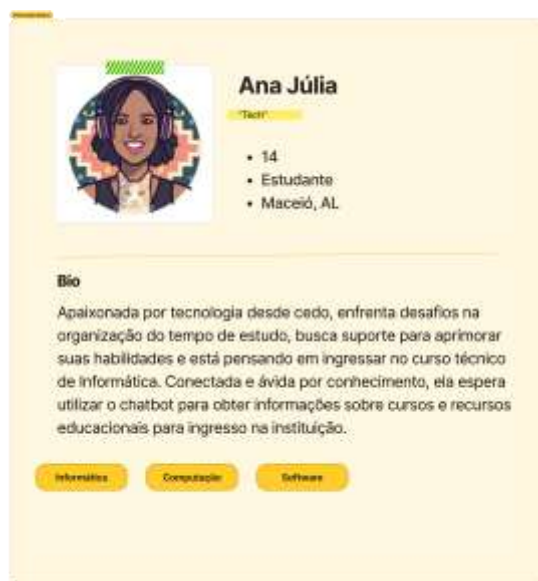 Ana Júlia
"Tech"
• 14
• Estudante
• Maceió, AL
Bio
Apaixonada por tecnologia desde cedo, enfrenta desafios na
organização do tempo de estudo, busca suporte para aprimorar
suas habilidades e está pensando em ingressar no curso técnico
de Informática. Conectada e ávida por conhecimento, ela espera
utilizar o chatbot para obter informações sobre cursos e recursos
educacionais para ingresso na instituição.
Informática Computação Software